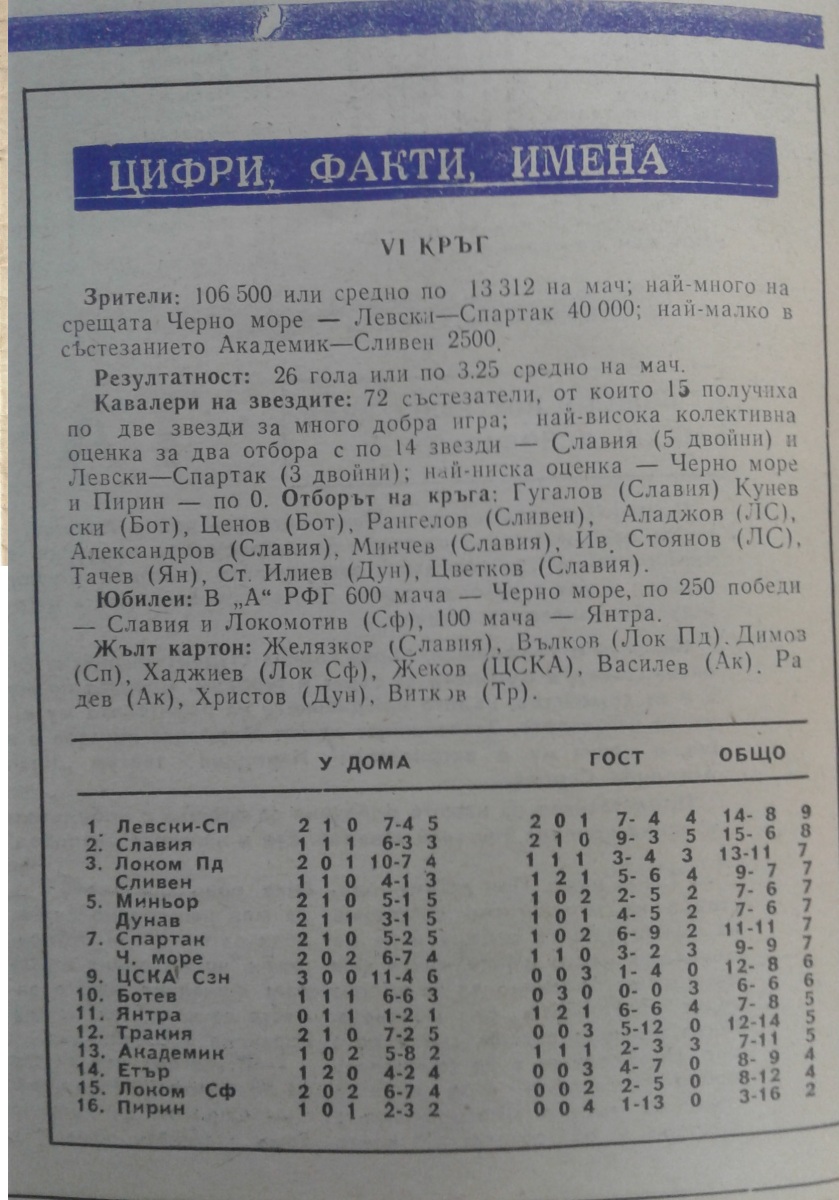 ЦИФРИ, ФАКТИ, ИМЕНА
VI КРЪГ
Зрители: 106 500 или средно по 13 312 на мач; най-много на
срещата Черно море — Левски—Спартак 40 000; най-малко в
състезанието Академик—Сливен 2500.
Резултатност: 26 гола или по 3.25 средно на мач.
Кавалери на звездите: 72 състезатели, от които 15 получиха
по две звезди за много добра игра; най-висока колективна
оценка за два отбора с по 14 звезди — Славия (5 двойни) и
Левски—Спартак (3 двойни); най-ниска оценка — Черно море
и Пирин — по 0. Отборът на кръга: Гугалов (Славия) Кунев
ски (Бот), Ценов (Бот), Рангелов (Сливен), Аладжов (ЛС),
Александров (Славия), Минчев (Славия), Ив. Стоянов (ЛС),
Тачев (Ян), Ст. Илиев (Дун), Цветков (Славия).
Юбилеи: В „А“ РФГ 600 мача — Черно море, по 250 победи
— Славия и Локомотив (Сф), 100 мача — Янтра.
Жълт картон: Желязков (Славия), Вълков (Лок Пд). Димов
(Сп), Хаджиев (Лок Сф), Жеков (ЦСКА), Василев (Ак). Ра
дев (Ак), Христов (Дун), Витков (Тр).
У ДОМА ГОСТ ОБЩО
1. Левски-Сп 2 1 0 7-4 5 2 0 1 7- 4 4 14- 8 9
2. Славия 1 1 1 6-3 3 2 1 0 9- 3 5 15- 6 8
3. Локом Пд 2 0 1 10-7 4 1 1 1 3- 4 3 13-11 7
Сливен 1 1 0 4-1 3 1 2 1 5- 6 4 9- 7 7
5. Миньор 2 1 0 5-1 5 1 0 2 2- 5 2 7- 6 7
Дунав 2 1 1 3-1 5 1 0 1 4- 5 2 7- 6 7
7. Спартак 2 1 0 5-2 5 1 0 2 6- 9 2 11-11 7
Ч. море 2 0 2 6-7 4 1 1 0 3- 2 3 9- 9 7
9. ЦСКА Сзн 3 0 0 11-4 6 0 0 3 1- 4 0 12- 8 6
10. Ботев 1 1 1 6-6 3 0 3 0 0- 0 3 6- 6 6
11. Янтра 0 1 1 1-2 1 1 2 1 6- 6 4 7- 8 5
12. Тракия 2 1 0 7-2 5 0 0 3 5-12 0 12-14 5
13. Академик 1 0 2 5-8 2 1 1 1 2- 3 3 7-11 5
14. Етър 1 2 0 4-2 4 0 0 3 4- 7 0 8- 9 4
15. Локом Сф 2 0 2 6-7 4 0 0 2 2- 5 0 8-12 4
16. Пирин 1 0 1 2-3 2 0 0 4 1-13 0 3-16 2